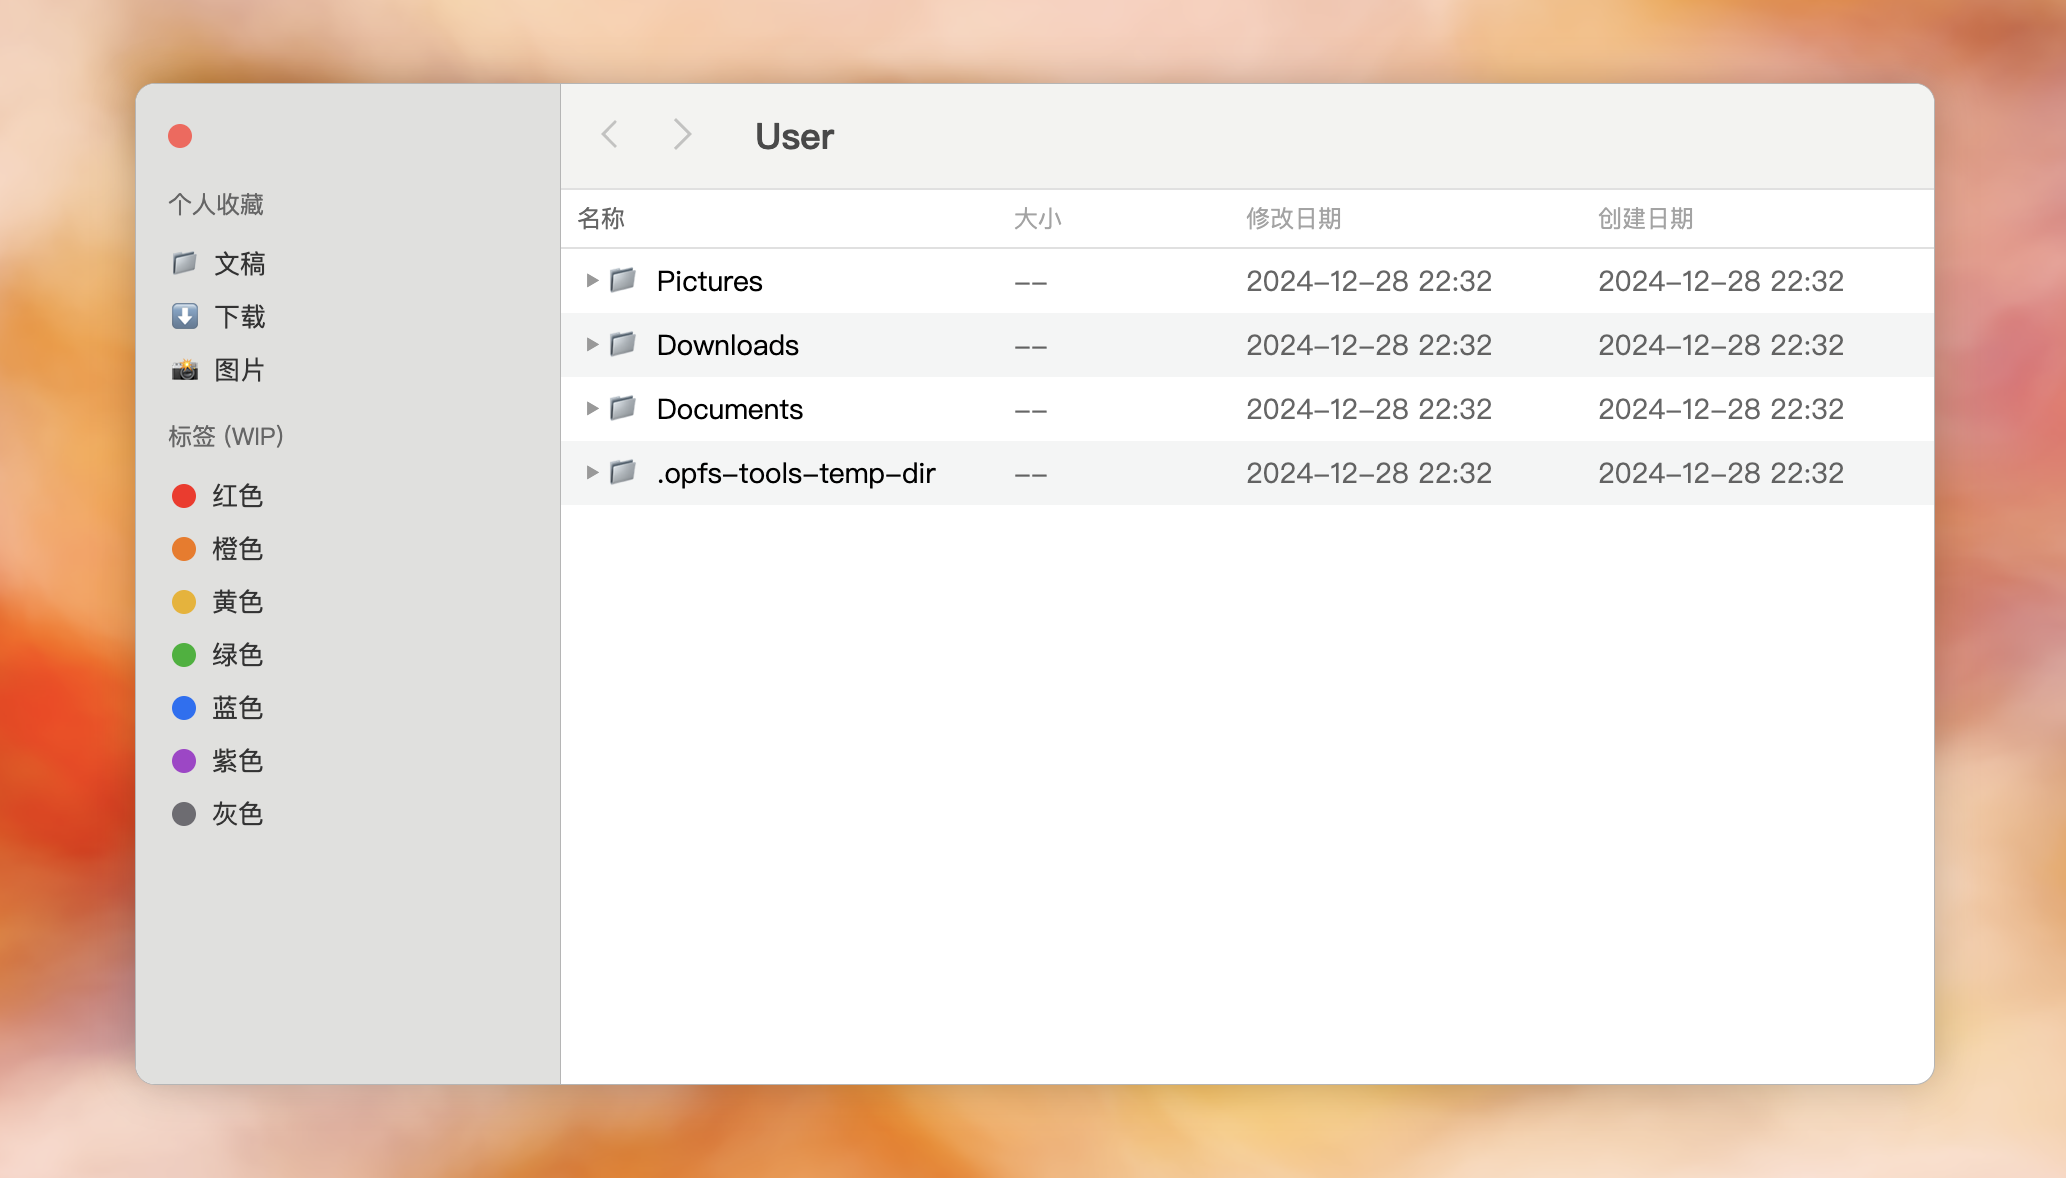 个人收藏
文稿
下载
图片
标签 (WIP)
红色
橙色
黄色
绿色
蓝色
紫色
灰色
User
名称 大小 修改日期 创建日期
Pictures -- 2024-12-28 22:32 2024-12-28 22:32
Downloads -- 2024-12-28 22:32 2024-12-28 22:32
Documents -- 2024-12-28 22:32 2024-12-28 22:32
.opfs-tools-temp-dir -- 2024-12-28 22:32 2024-12-28 22:32